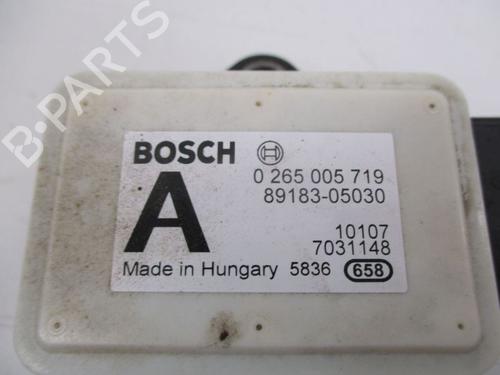 B-PARTS
BOSCH
A
0 265 005 719
89183-05030
10107
7031148
Made in Hungary 5836 658